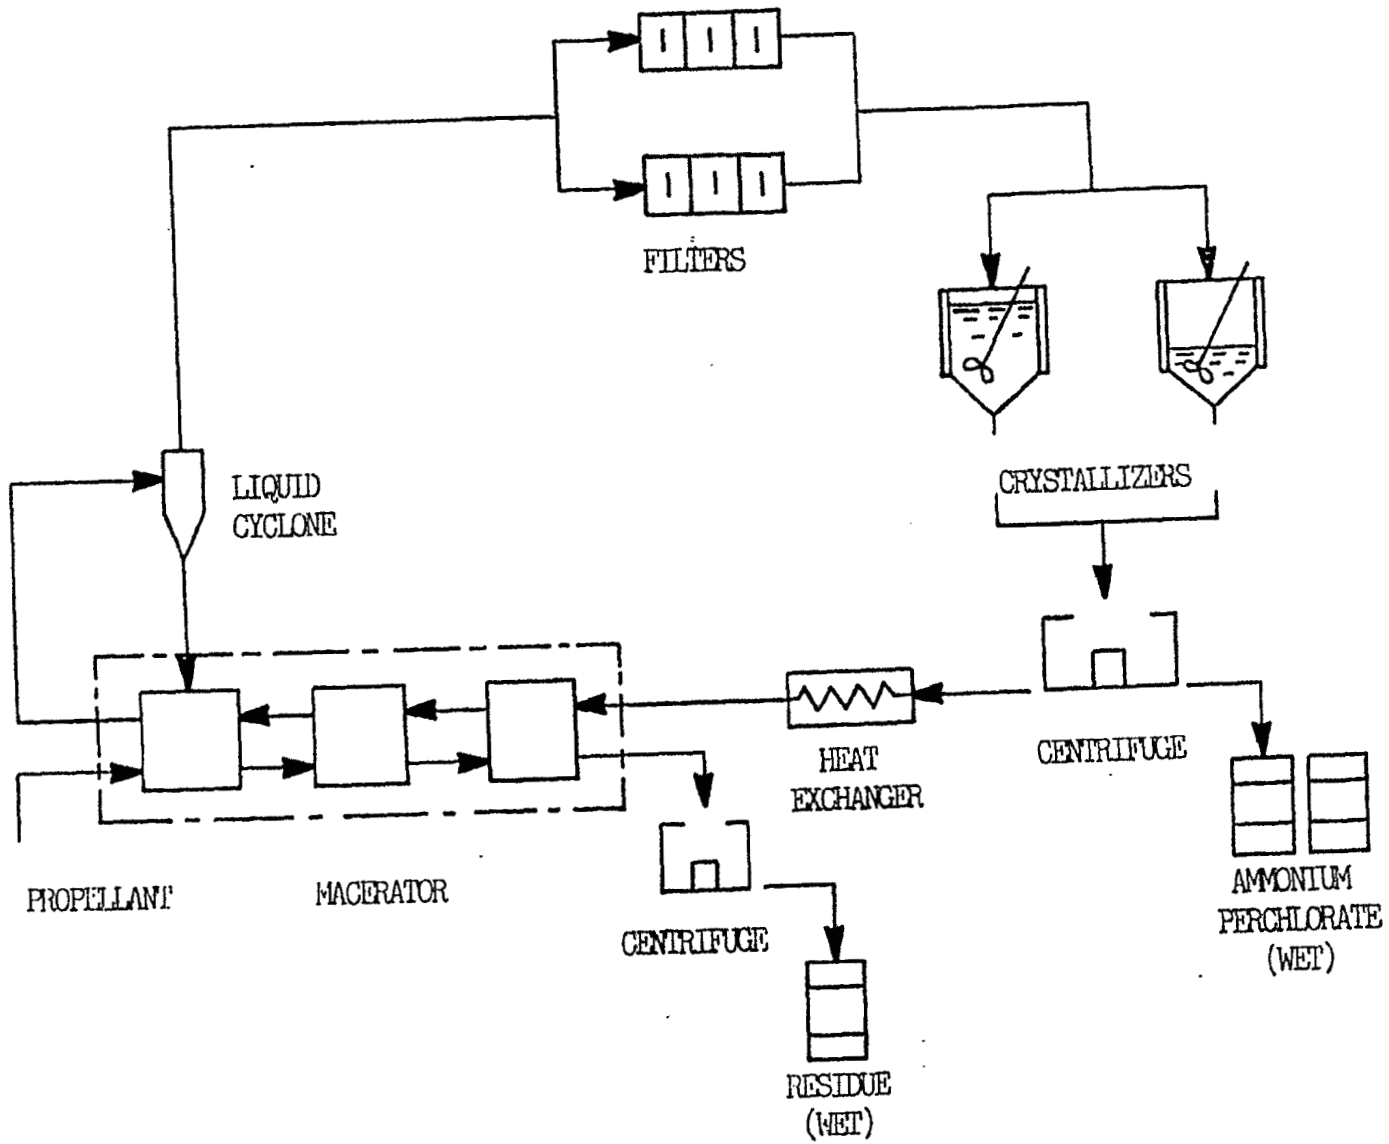 FILTERS
CRYSTALLIZERS
LIQUID
CYCLONE
HEAT
EXCHANGER
CENTRIFUGE
PROPELLANT
MACERATOR
CENTRIFUGE
AMMONIUM
PERCHLORATE
(WET)
RESIDUE
(WET)